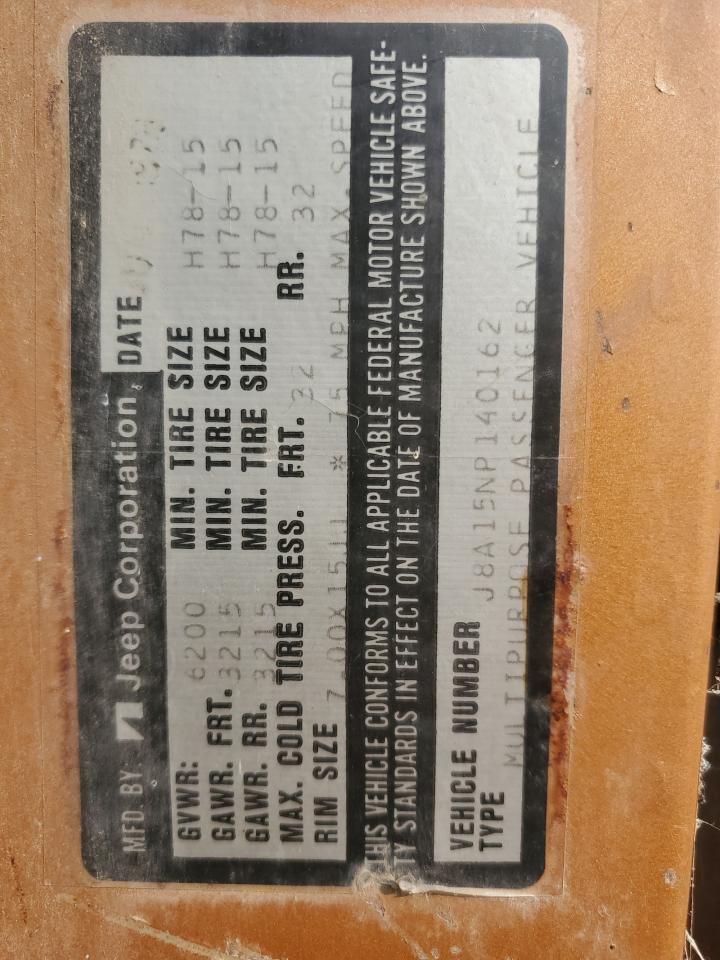 MFD BY: Jeep Corporation, DATE
GVWR: 6200 MIN. TIRE SIZE H78-15
GAWR. FRT. 3215 MIN. TIRE SIZE H78-15
GAWR. RR. 3215 MIN. TIRE SIZE H78-15
MAX. COLD TIRE PRESS. FRT. 32 RR. 32
RIM SIZE 7.00X15JJ * 75 MPH MAX. SPEED
THIS VEHICLE CONFORMS TO ALL APPLICABLE FEDERAL MOTOR VEHICLE SAFE-
TY STANDARDS IN EFFECT ON THE DATE OF MANUFACTURE SHOWN ABOVE.
VEHICLE NUMBER J8A15NP140162
TYPE MULTIPURPOSE PASSENGER VEHICLE